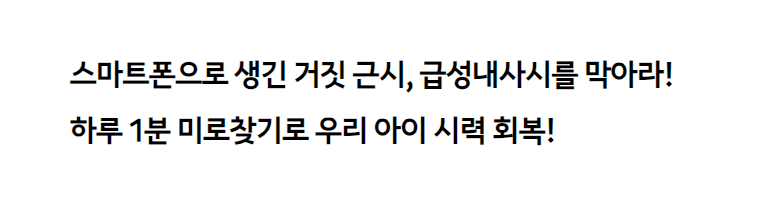 스마트폰으로 생긴 거짓 근시, 급성내사시를 막아라!
하루 1분 미로찾기로 우리 아이 시력 회복!